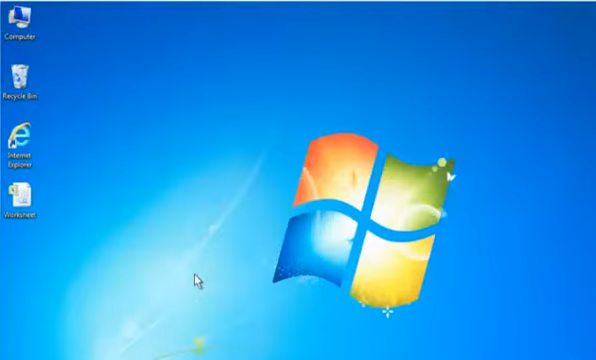 Computer
Recycle Bin
Internet
Explorer
Worksheet